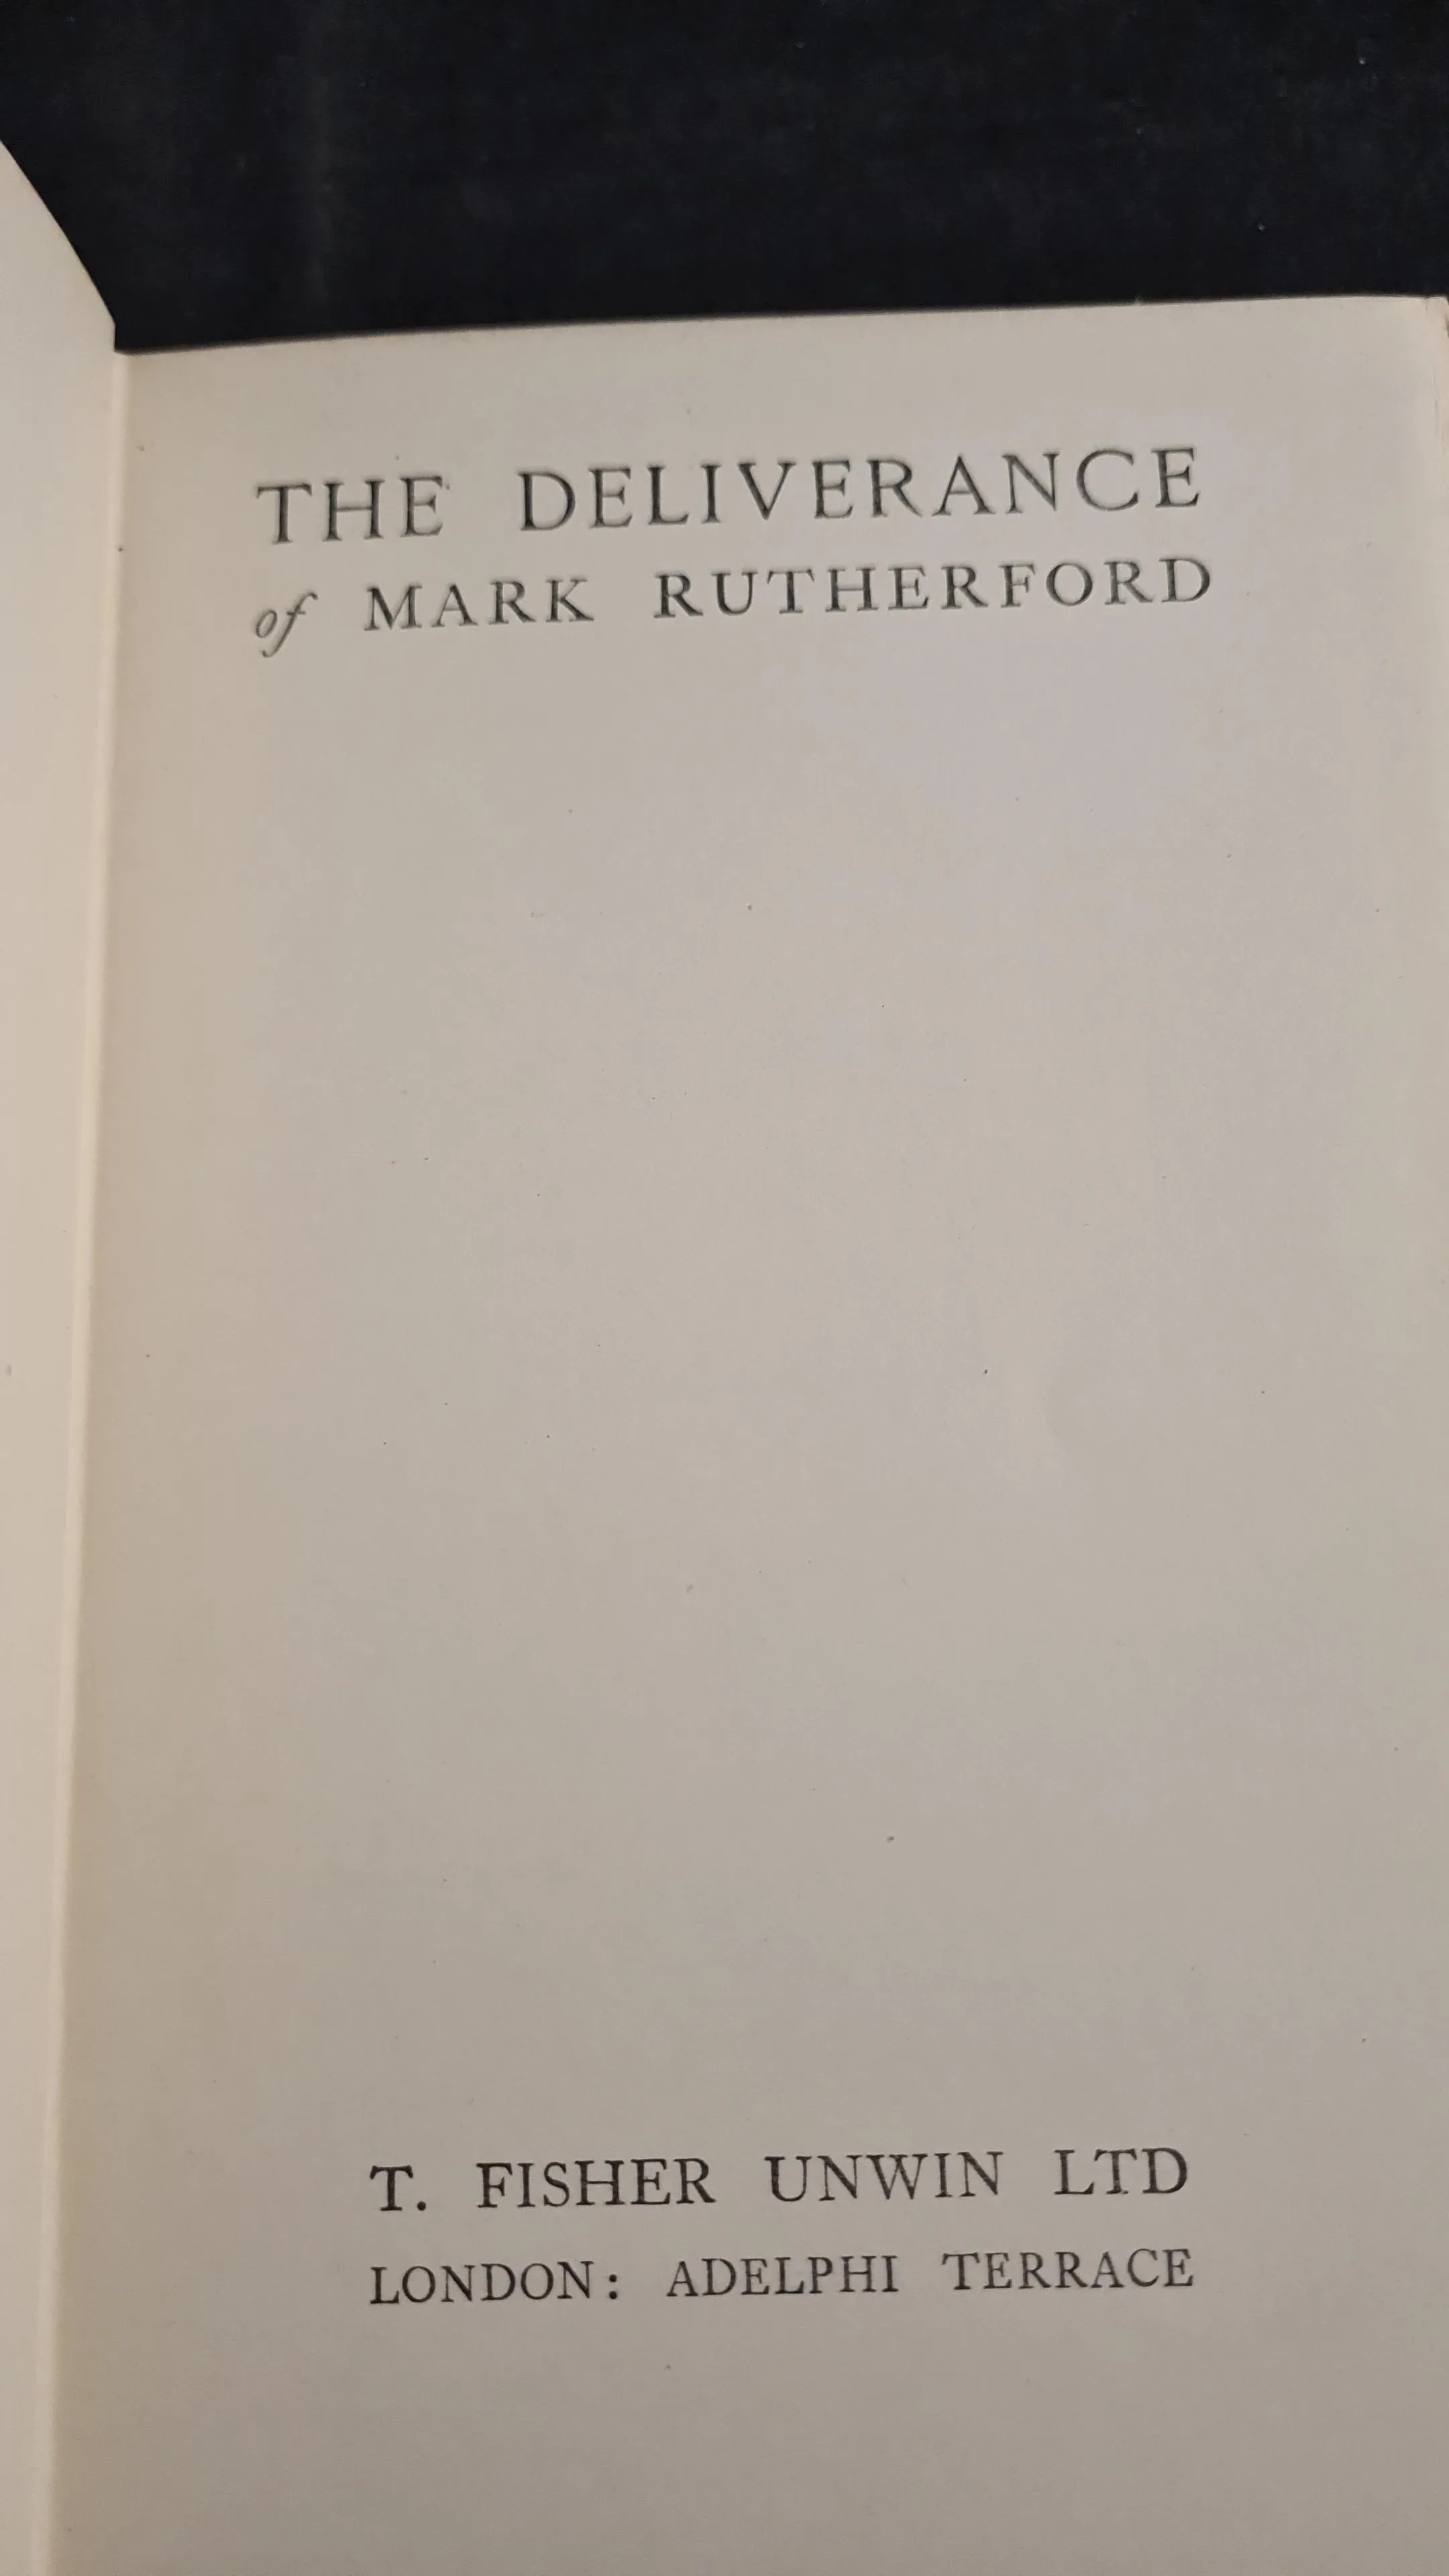 THE DELIVERANCE
of MARK RUTHERFORD
T. FISHER UNWIN LTD
LONDON: ADELPHI TERRACE